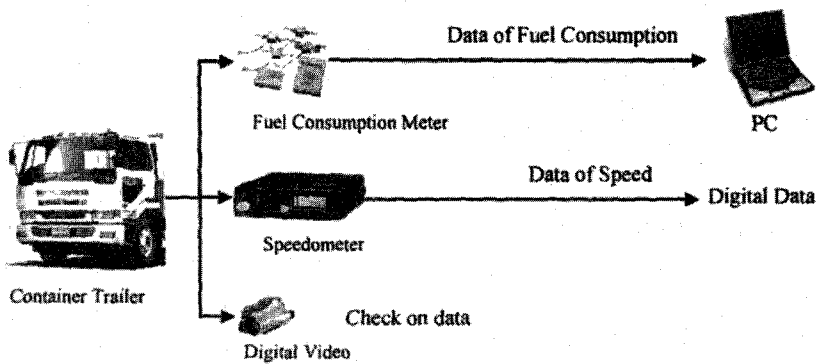 Data of Fuel Consumption
Fuel Consumption Meter
PC
Data of Speed
Digital Data
Speedometer
Container Trailer
Check on data
Digital Video